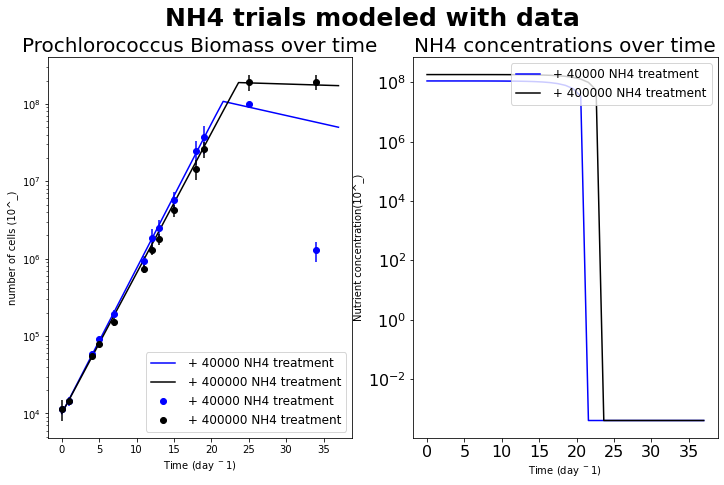 NH4 trials modeled with data
Prochlorococcus Biomass over time
number of cells (10^_)
10^8
10^7
10^6
10^5
10^4
+ 40000 NH4 treatment
+ 400000 NH4 treatment
+ 40000 NH4 treatment
+ 400000 NH4 treatment
0 5 10 15 20 25 30 35
Time (day ^-1)
NH4 concentrations over time
Nutrient concentration(10^_)
+ 40000 NH4 treatment
+ 400000 NH4 treatment
10^8
10^6
10^4
10^2
10^0
10^-2
0 5 10 15 20 25 30 35
Time (day ^-1)